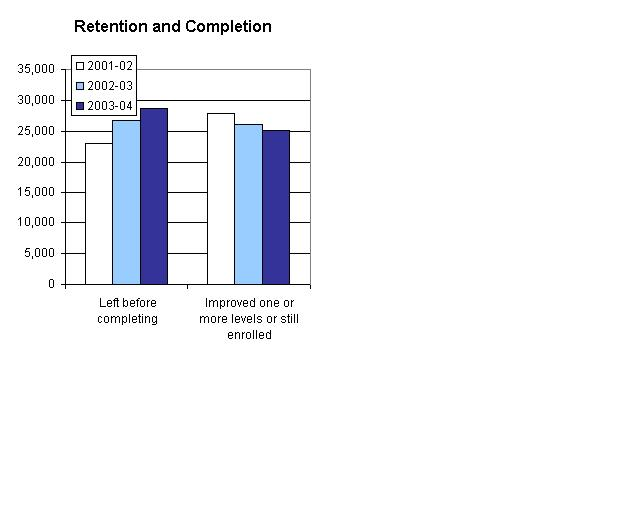 Retention and Completion
2001-02
2002-03
2003-04
35,000
30,000
25,000
20,000
15,000
10,000
5,000
0
Left before
completing
Improved one or
more levels or still
enrolled